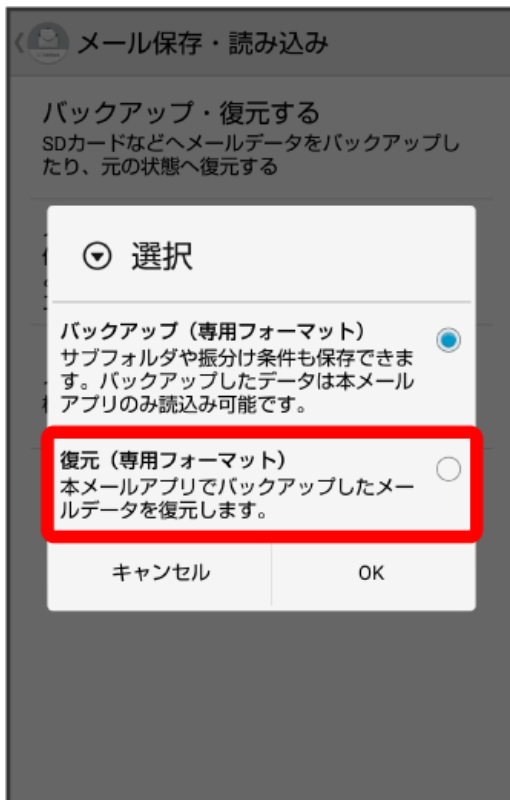 メール保存・読み込み
バックアップ・復元する
SDカードなどへメールデータをバックアップし
たり、元の状態へ復元する
選択
バックアップ（専用フォーマット）
サブフォルダや振分け条件も保存できま
す。バックアップしたデータは本メール
アプリのみ読込み可能です。
復元（専用フォーマット）
本メールアプリでバックアップしたメー
ルデータを復元します。
キャンセル
OK